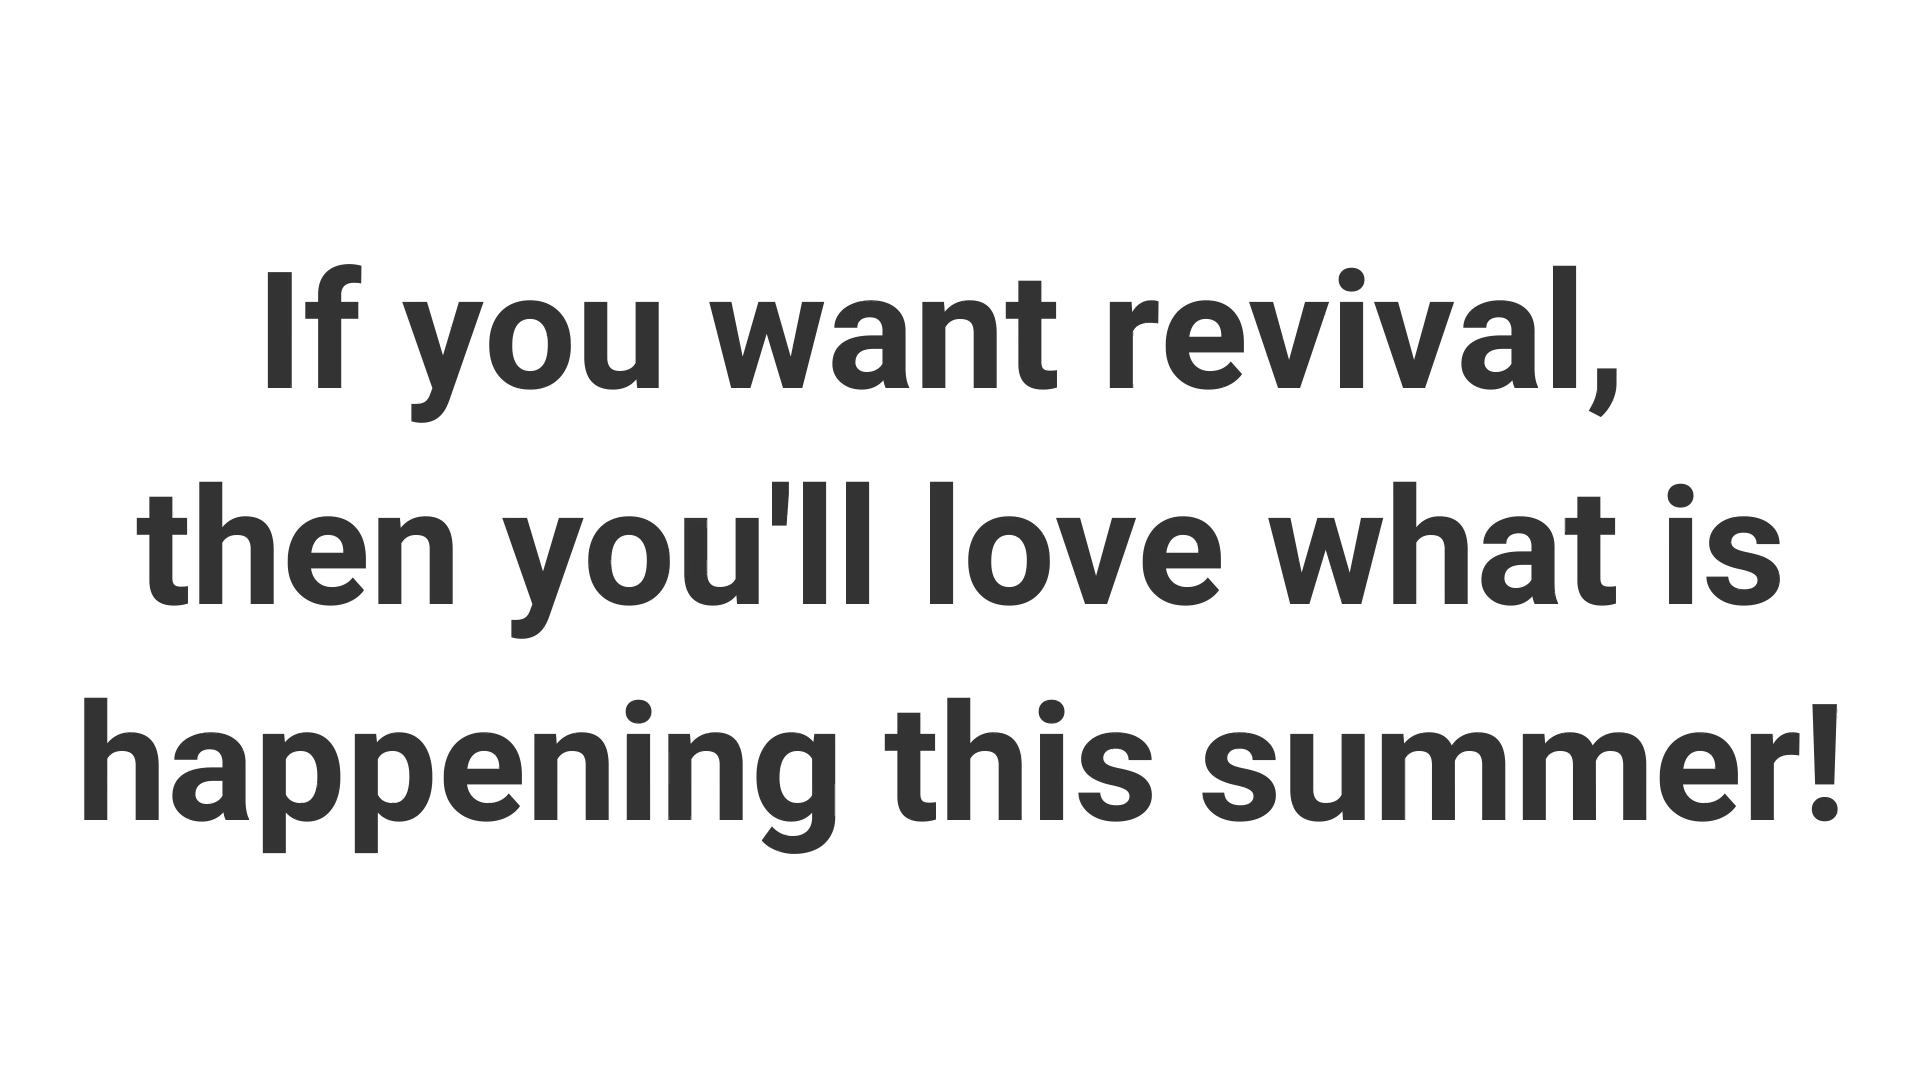 If you want revival,
then you'll love what is
happening this summer!